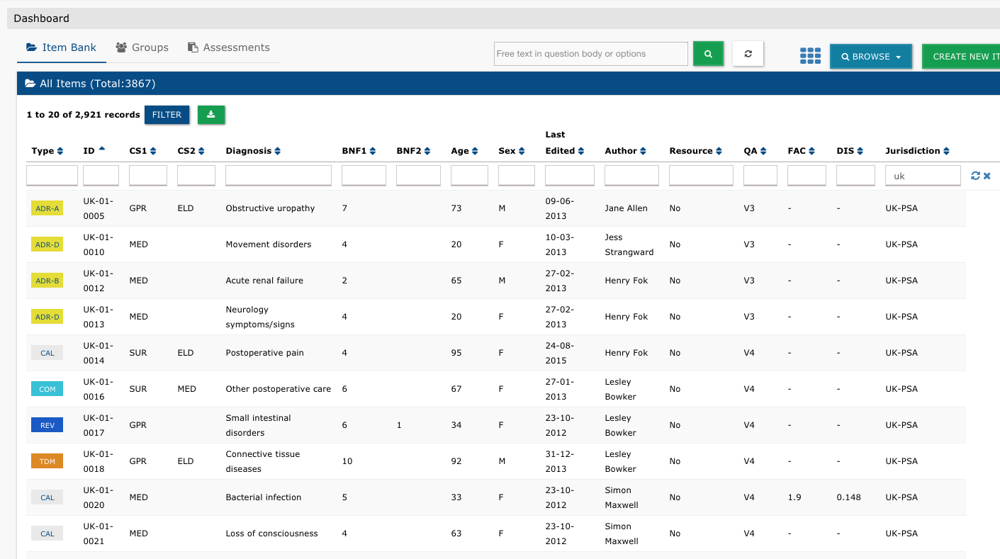 Dashboard
Item Bank Groups Assessments Free text in question body or options BROWSE CREATE NEW IT
All Items (Total:3867)
1 to 20 of 2,921 records FILTER
Last
Type ID CS1 CS2 Diagnosis BNF1 BNF2 Age Sex Edited Author Resource QA FAC DIS Jurisdiction
uk
UK-01- 09-06-
ADR-A GPR ELD Obstructive uropathy 7 73 M Jane Allen No V3 - - UK-PSA
0005 2013
UK-01- 10-03- Jess
ADR-D MED Movement disorders 4 20 F No V3 - - UK-PSA
0010 2013 Strangward
UK-01- 27-02-
ADR-B MED Acute renal failure 2 65 M Henry Fok No V3 - - UK-PSA
0012 2013
UK-01- Neurology 27-02-
ADR-D MED 4 20 F Henry Fok No V3 - - UK-PSA
0013 symptoms/signs 2013
UK-01- 24-08-
CAL SUR ELD Postoperative pain 4 95 F Henry Fok No V4 - - UK-PSA
0014 2015
UK-01- 27-01- Lesley
COM SUR MED Other postoperative care 6 67 F No V4 - - UK-PSA
0016 2013 Bowker
UK-01- Small intestinal 23-10- Lesley
REV GPR 6 1 34 F No V4 - - UK-PSA
0017 disorders 2012 Bowker
UK-01- Connective tissue 31-12- Lesley
TDM GPR ELD 10 92 M No V4 - - UK-PSA
0018 diseases 2013 Bowker
UK-01- 23-10- Simon
CAL MED Bacterial infection 5 33 F No V4 1.9 0.148 UK-PSA
0020 2012 Maxwell
UK-01- 23-10- Simon
CAL MED Loss of consciousness 4 63 F No V4 - - UK-PSA
0021 2012 Maxwell